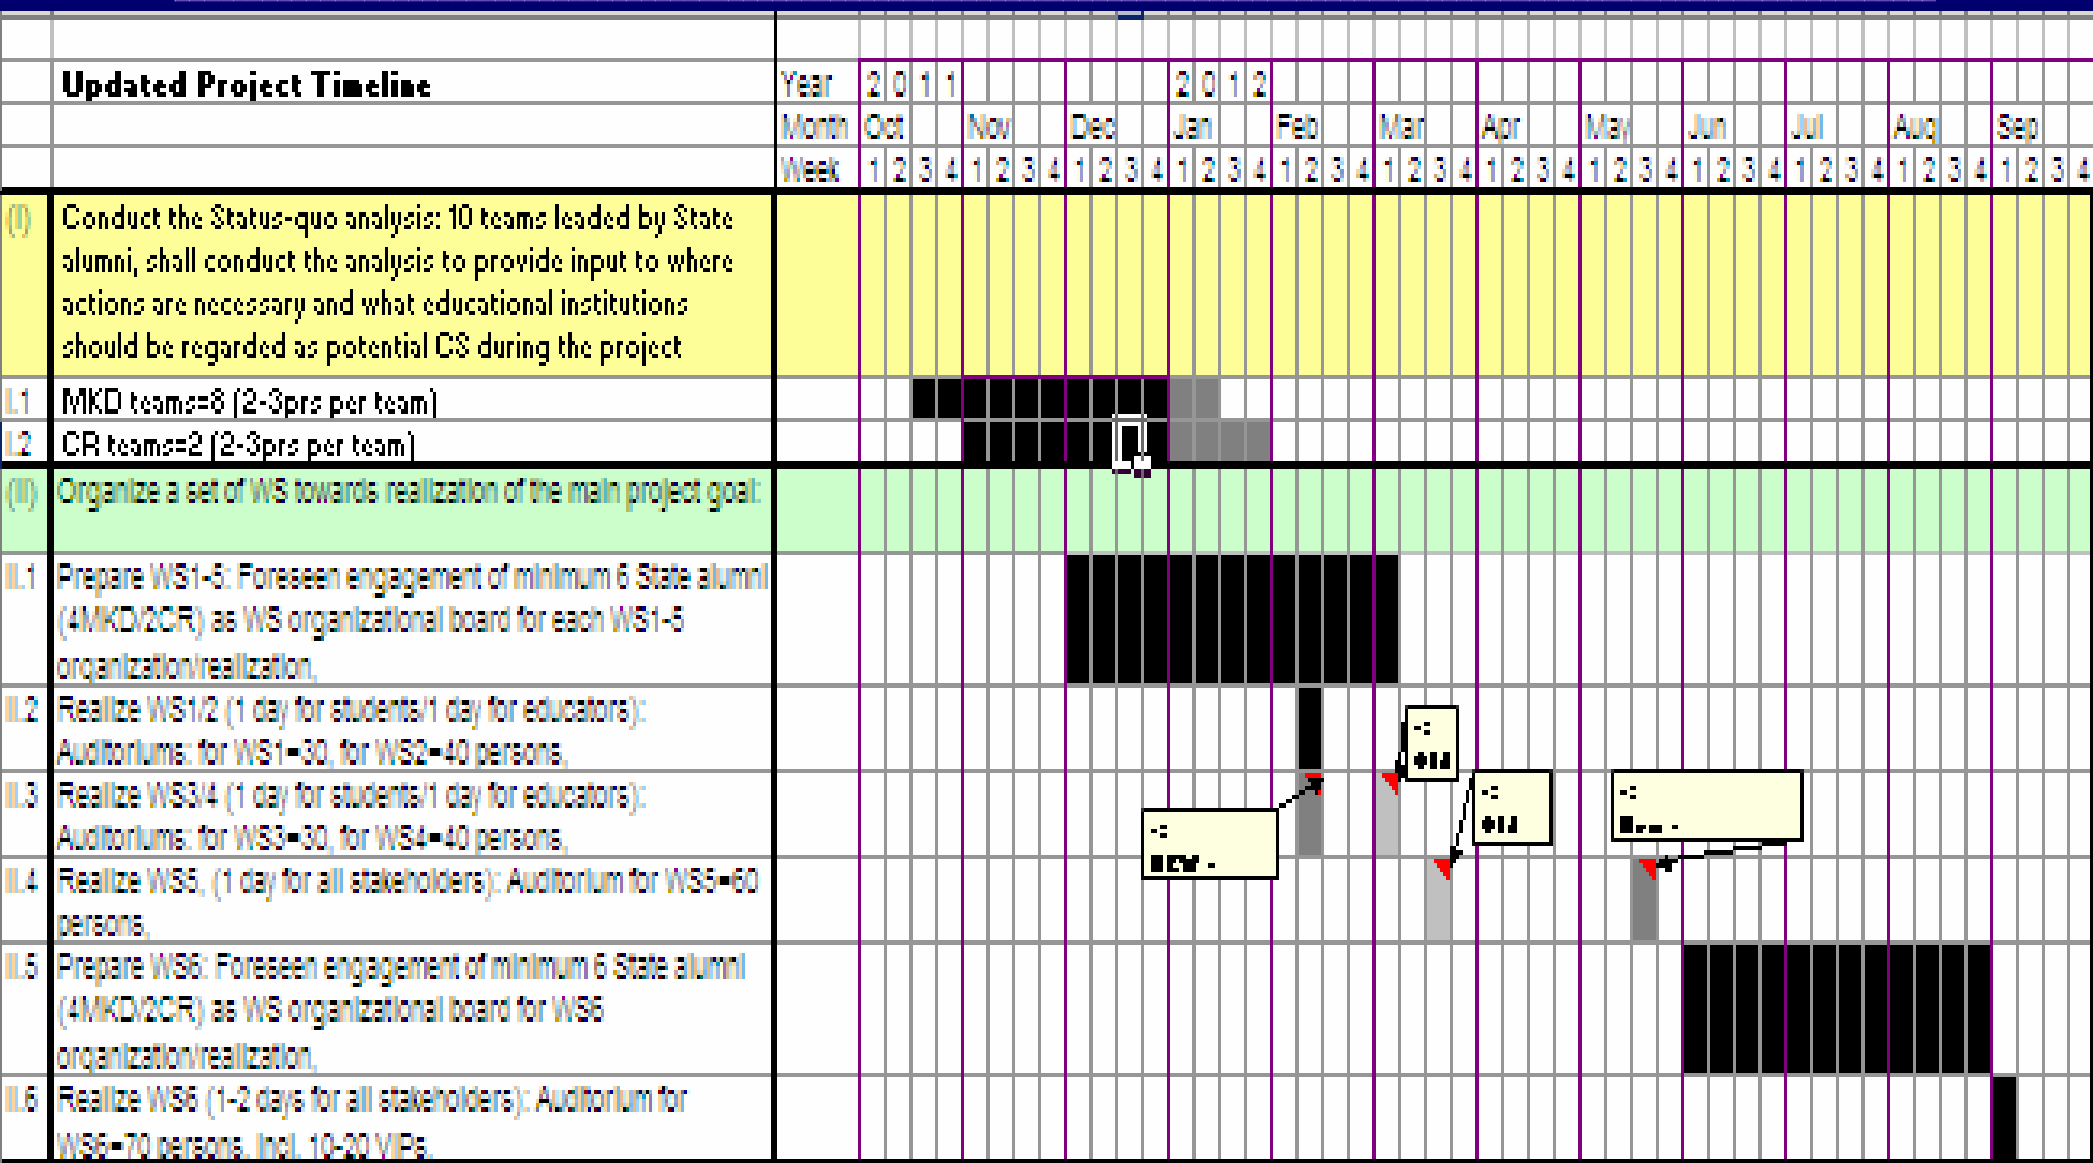 Updated Project Timeline Year 2011 2012
Month Oct Nov Dec Jan Feb Mar Apr May Jun Jul Aug Sep
Week 1 2 3 4 1 2 3 4 1 2 3 4 1 2 3 4 1 2 3 4 1 2 3 4 1 2 3 4 1 2 3 4 1 2 3 4 1 2 3 4 1 2 3 4 1 2 3 4
(I) Conduct the Status-quo analysis: 10 teams leaded by State
alumni, shall conduct the analysis to provide input to where
actions are necessary and what educational institutions
should be regarded as potential CS during the project
I.1 MKD teams=8 (2-3prs per team)
I.2 CR teams=2 (2-3prs per team)
(II) Organize a set of WS towards realization of the main project goal:
II.1 Prepare WS1-5: Foreseen engagement of minimum 6 State alumni
(4MKD/2CR) as WS organizational board for each WS1-5
organization/realization,
II.2 Realize WS1/2 (1 day for students/1 day for educators):
Auditoriums: for WS1=30, for WS2=40 persons,
-:
Old
II.3 Realize WS3/4 (1 day for students/1 day for educators):
Auditoriums: for WS3=30, for WS4=40 persons,
-:
NEW -
-:
Old
-:
New -
II.4 Realize WS5, (1 day for all stakeholders): Auditorium for WS5=60
persons,
II.5 Prepare WS6: Foreseen engagement of minimum 6 State alumni
(4MKD/2CR) as WS organizational board for WS6
organization/realization,
II.6 Realize WS6 (1-2 days for all stakeholders): Auditorium for
WS6=70 persons, incl. 10-20 VIPs,